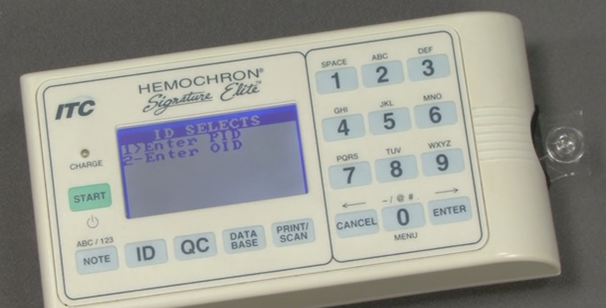 ITC
HEMOCHRON®
Signature Elite™
ID SELECTS
1>Enter PID
2-Enter OID
CHARGE
START
ABC / 123
NOTE
ID
QC
DATA
BASE
PRINT/
SCAN
SPACE
1
ABC
2
DEF
3
GHI
4
JKL
5
MNO
6
PQRS
7
TUV
8
WXYZ
9
CANCEL
- / @ #
0
MENU
ENTER